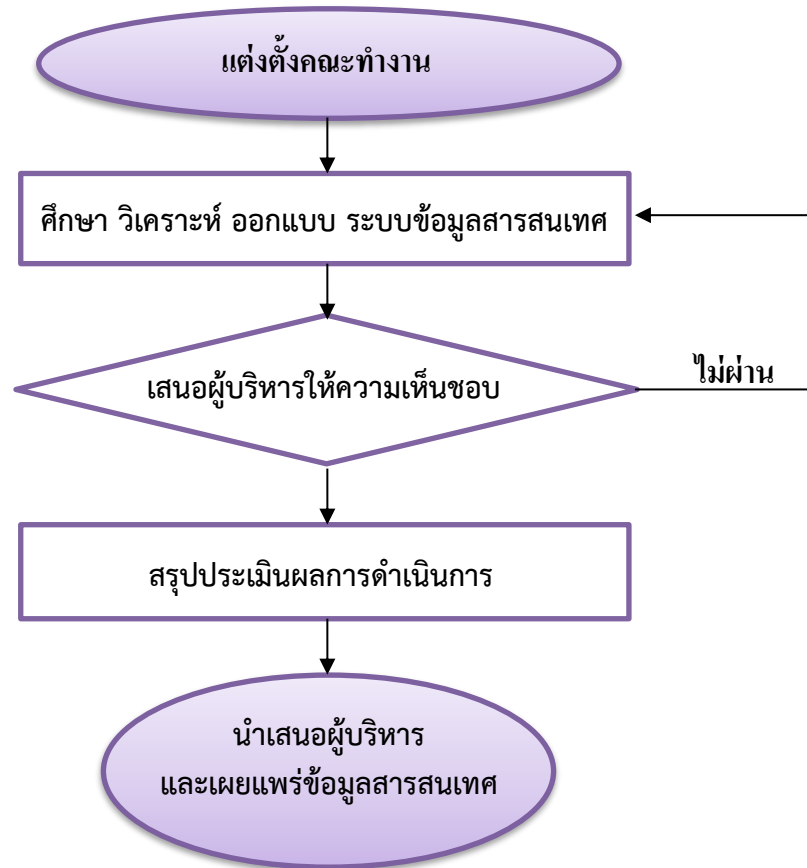 แต่งตั้งคณะทำงาน
ศึกษา วิเคราะห์ ออกแบบ ระบบข้อมูลสารสนเทศ
เสนอผู้บริหารให้ความเห็นชอบ
ไม่ผ่าน
สรุปประเมินผลการดำเนินการ
นำเสนอผู้บริหาร
และเผยแพร่ข้อมูลสารสนเทศ